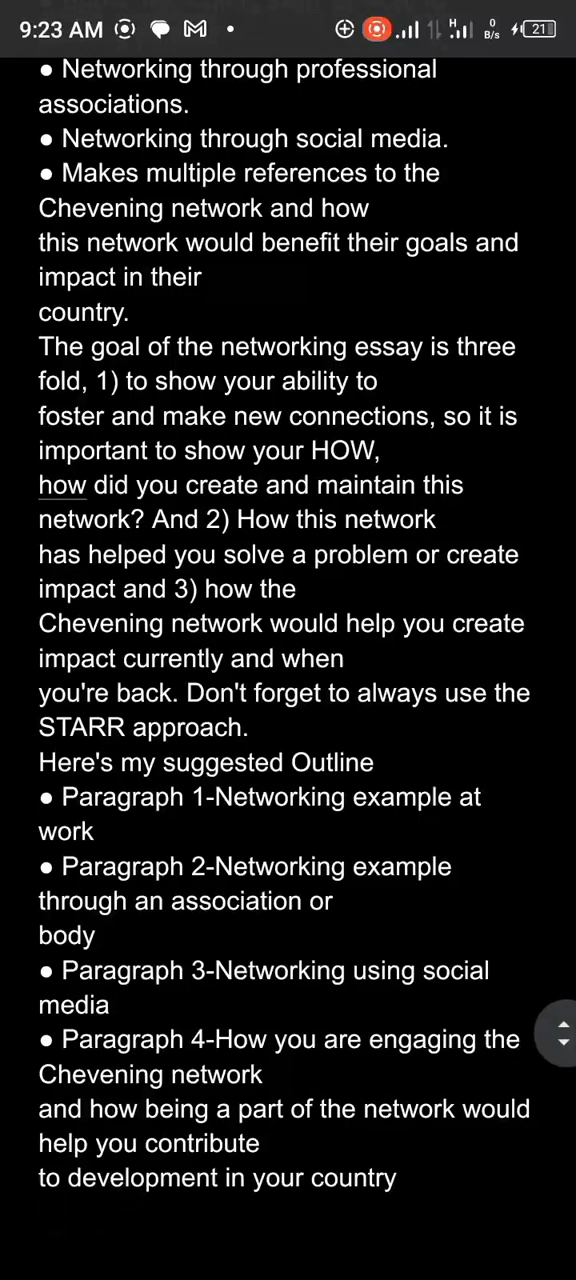 9:23 AM
H
0
B/s
21
● Networking through professional
associations.
● Networking through social media.
● Makes multiple references to the
Chevening network and how
this network would benefit their goals and
impact in their
country.
The goal of the networking essay is three
fold, 1) to show your ability to
foster and make new connections, so it is
important to show your HOW,
how did you create and maintain this
network? And 2) How this network
has helped you solve a problem or create
impact and 3) how the
Chevening network would help you create
impact currently and when
you're back. Don't forget to always use the
STARR approach.
Here's my suggested Outline
● Paragraph 1-Networking example at
work
● Paragraph 2-Networking example
through an association or
body
● Paragraph 3-Networking using social
media
● Paragraph 4-How you are engaging the
Chevening network
and how being a part of the network would
help you contribute
to development in your country